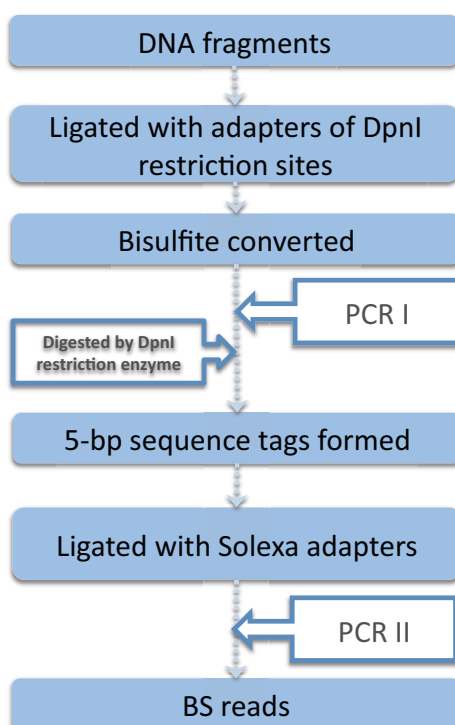 DNA fragments
Ligated with adapters of DpnI
restriction sites
Bisulfite converted
PCR I
Digested by DpnI
restriction enzyme
5-bp sequence tags formed
Ligated with Solexa adapters
PCR II
BS reads